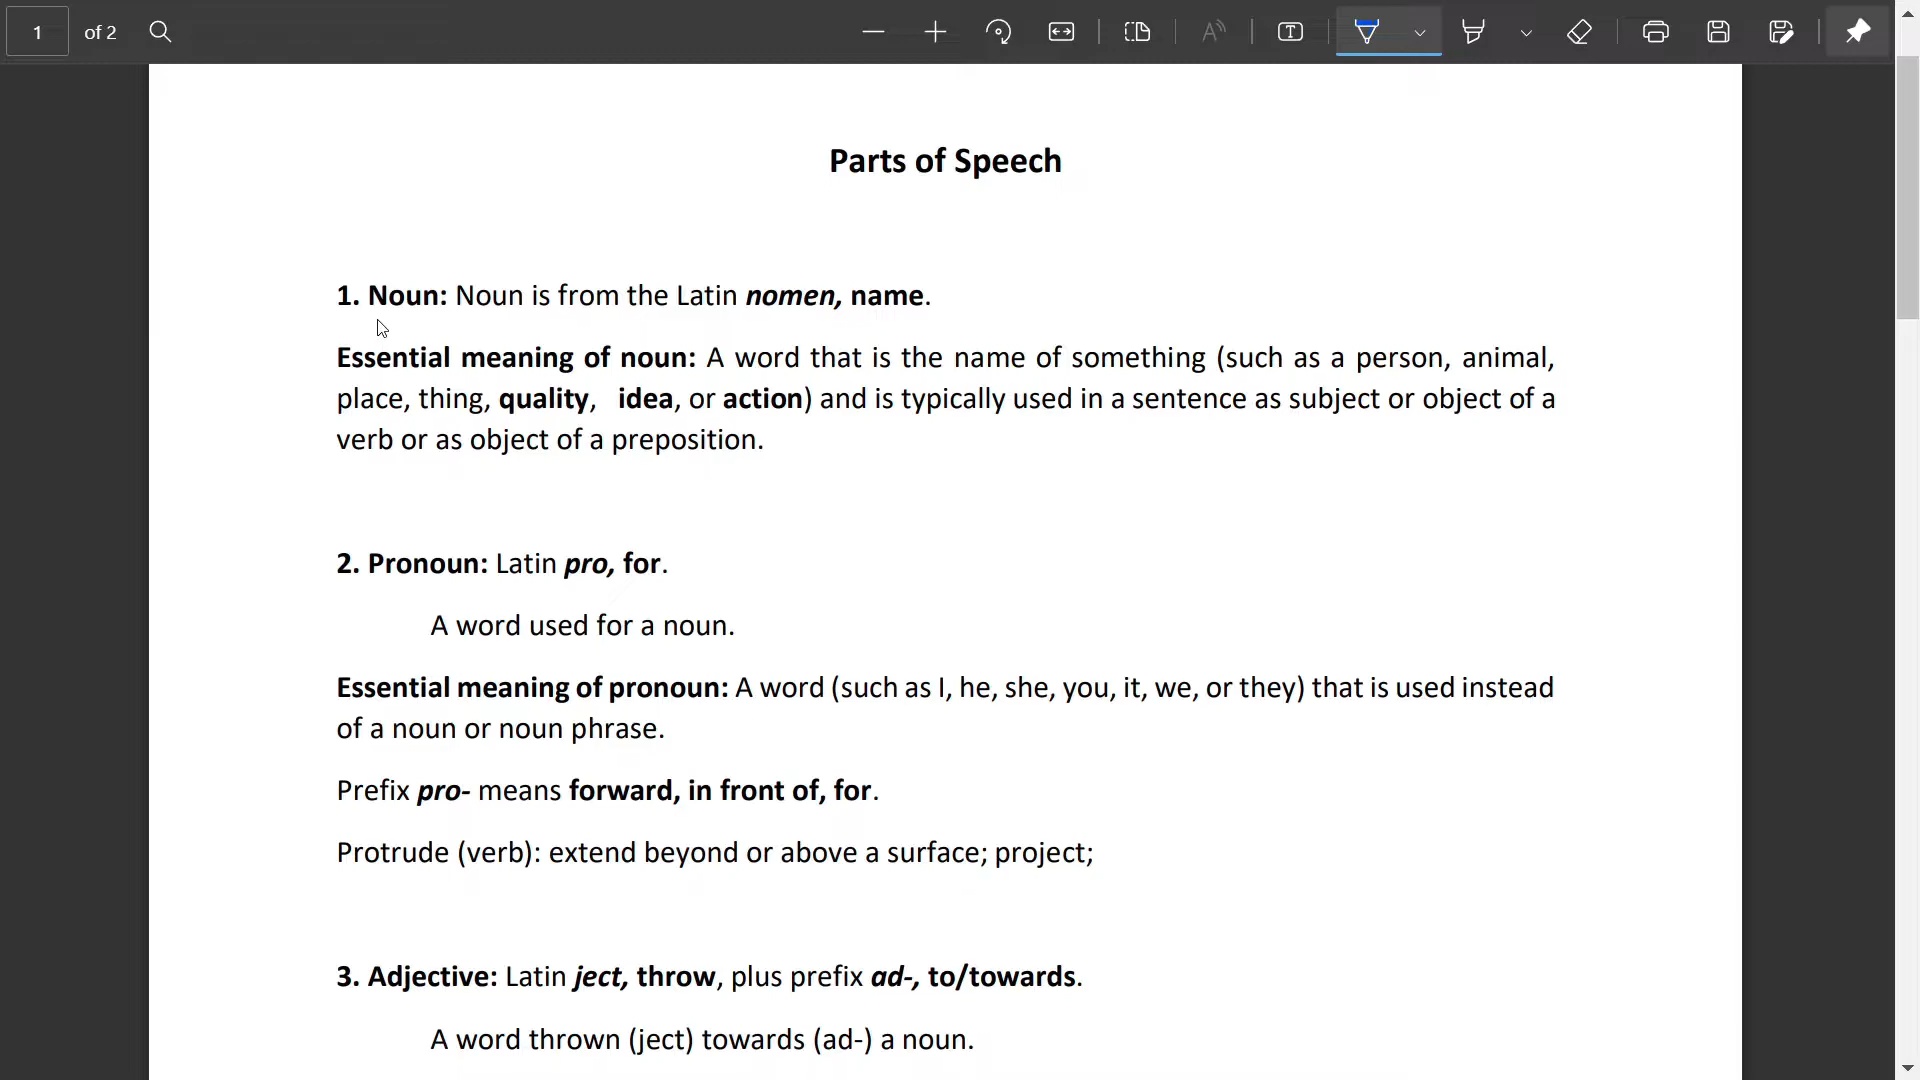 1 of 2
Parts of Speech
1. Noun: Noun is from the Latin nomen, name.
Essential meaning of noun: A word that is the name of something (such as a person, animal,
place, thing, quality, idea, or action) and is typically used in a sentence as subject or object of a
verb or as object of a preposition.
2. Pronoun: Latin pro, for.
A word used for a noun.
Essential meaning of pronoun: A word (such as I, he, she, you, it, we, or they) that is used instead
of a noun or noun phrase.
Prefix pro- means forward, in front of, for.
Protrude (verb): extend beyond or above a surface; project;
3. Adjective: Latin ject, throw, plus prefix ad-, to/towards.
A word thrown (ject) towards (ad-) a noun.